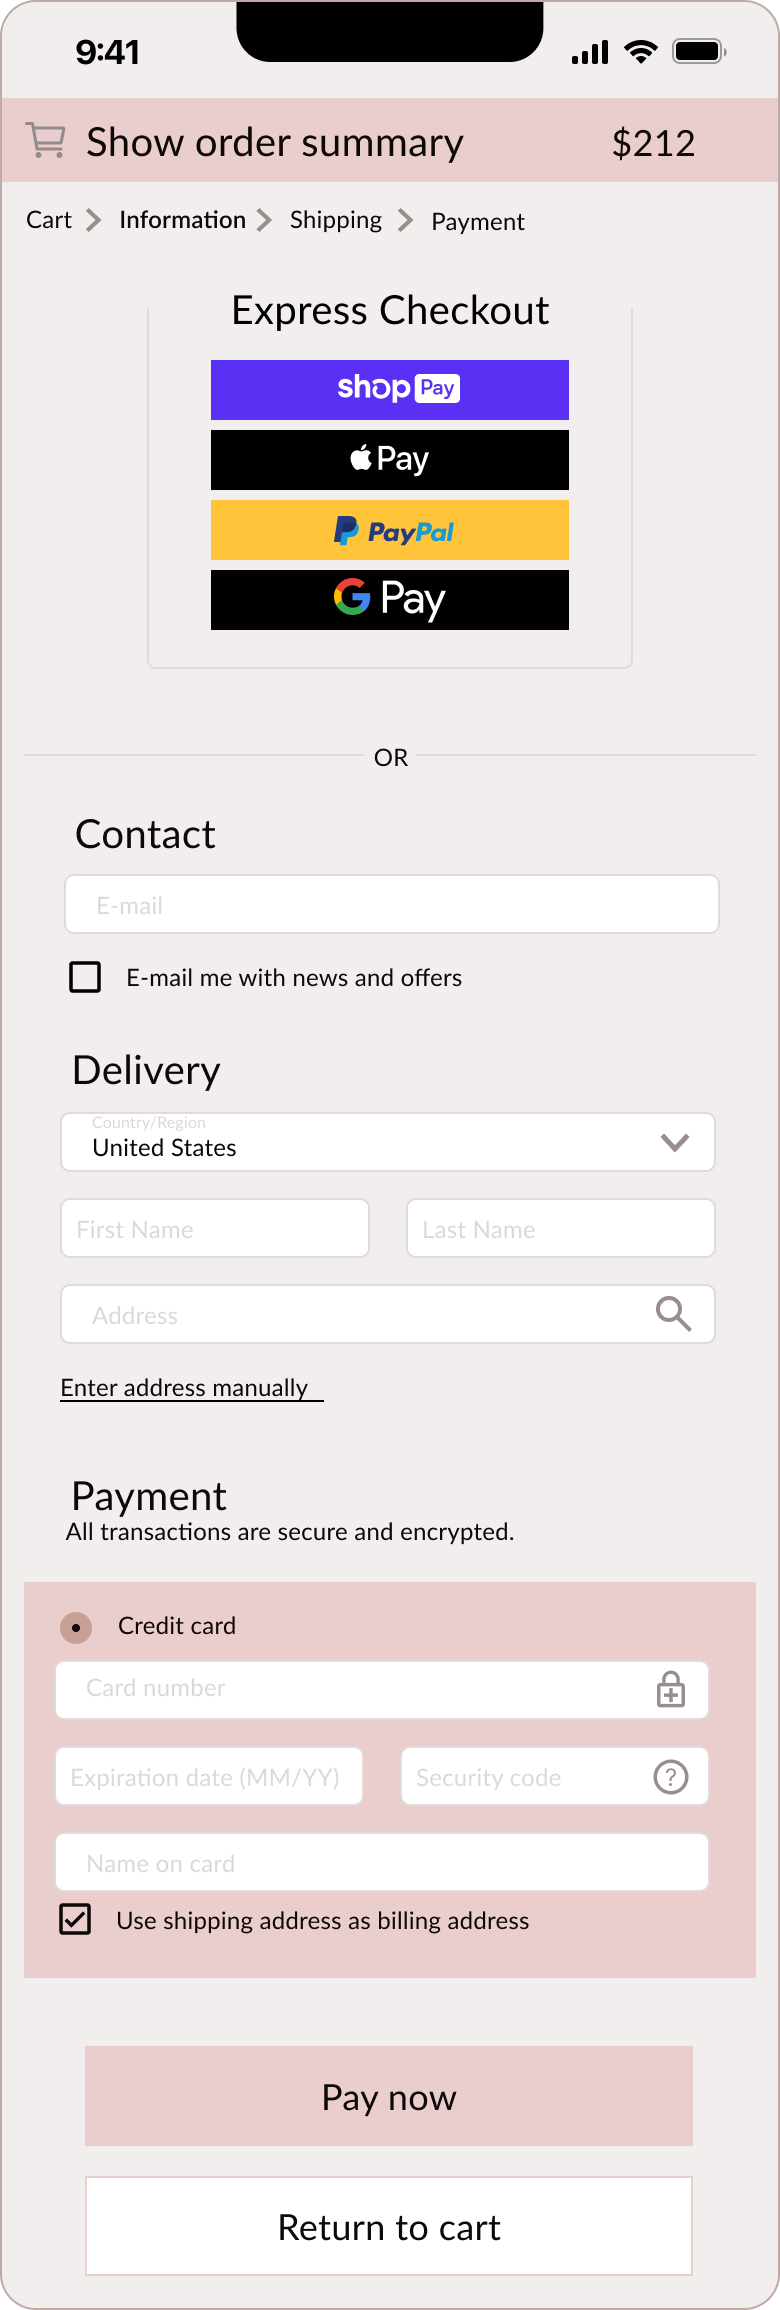 9:41
Show order summary $212
Cart Information Shipping Payment
Express Checkout
shop Pay
Pay
PayPal
G Pay
OR
Contact
E-mail
E-mail me with news and offers
Delivery
Country/Region
United States
First Name Last Name
Address
Enter address manually
Payment
All transactions are secure and encrypted.
Credit card
Card number
Expiration date (MM/YY) Security code ?
Name on card
Use shipping address as billing address
Pay now
Return to cart